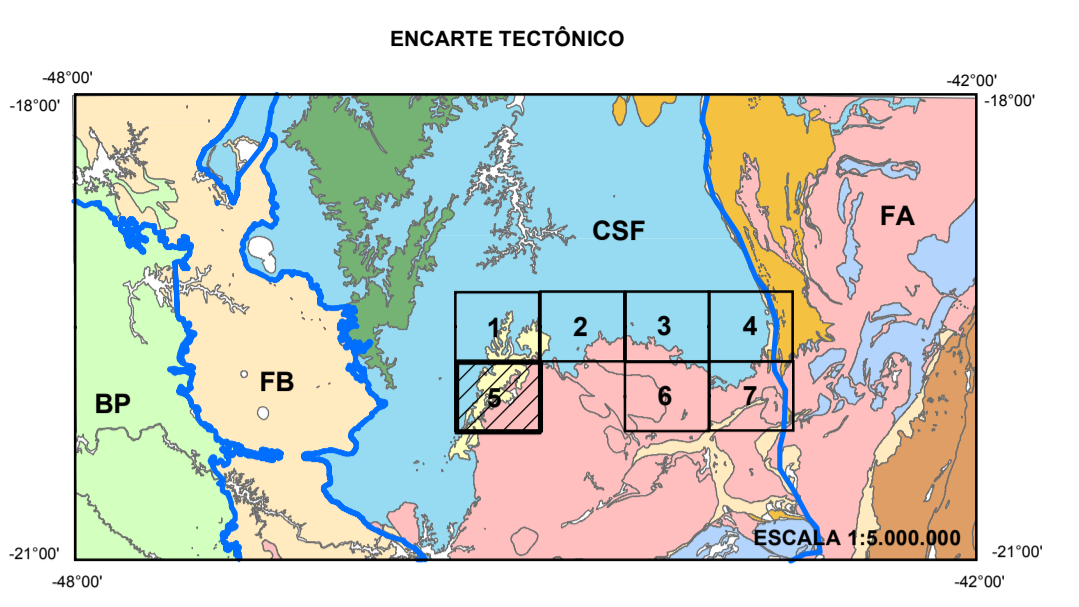 ENCARTE TECTÔNICO
-48°00' -42°00'
-18°00' -18°00'
CSF FA
1 2 3 4
FB 5 6 7
BP
ESCALA 1:5.000.000
-21°00' -21°00'
-48°00' -42°00'